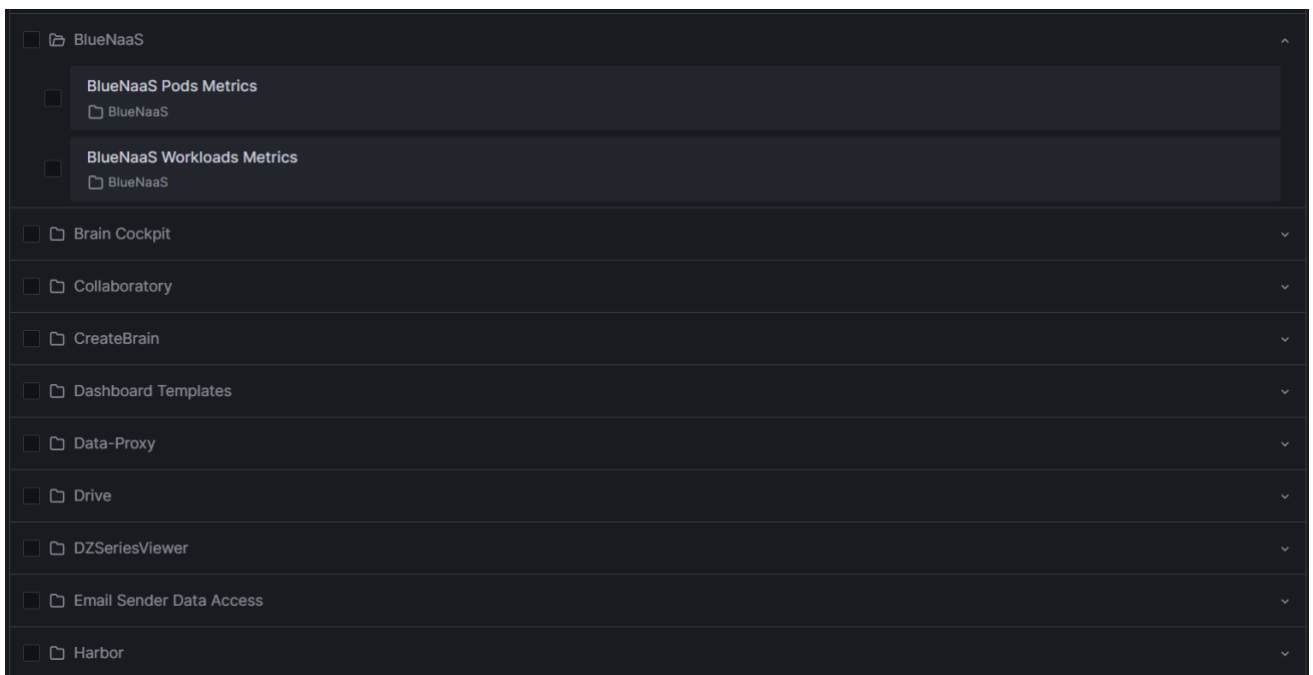 BlueNaaS
BlueNaaS Pods Metrics
BlueNaaS
BlueNaaS Workloads Metrics
BlueNaaS
Brain Cockpit
Collaboratory
CreateBrain
Dashboard Templates
Data-Proxy
Drive
DZSeriesViewer
Email Sender Data Access
Harbor